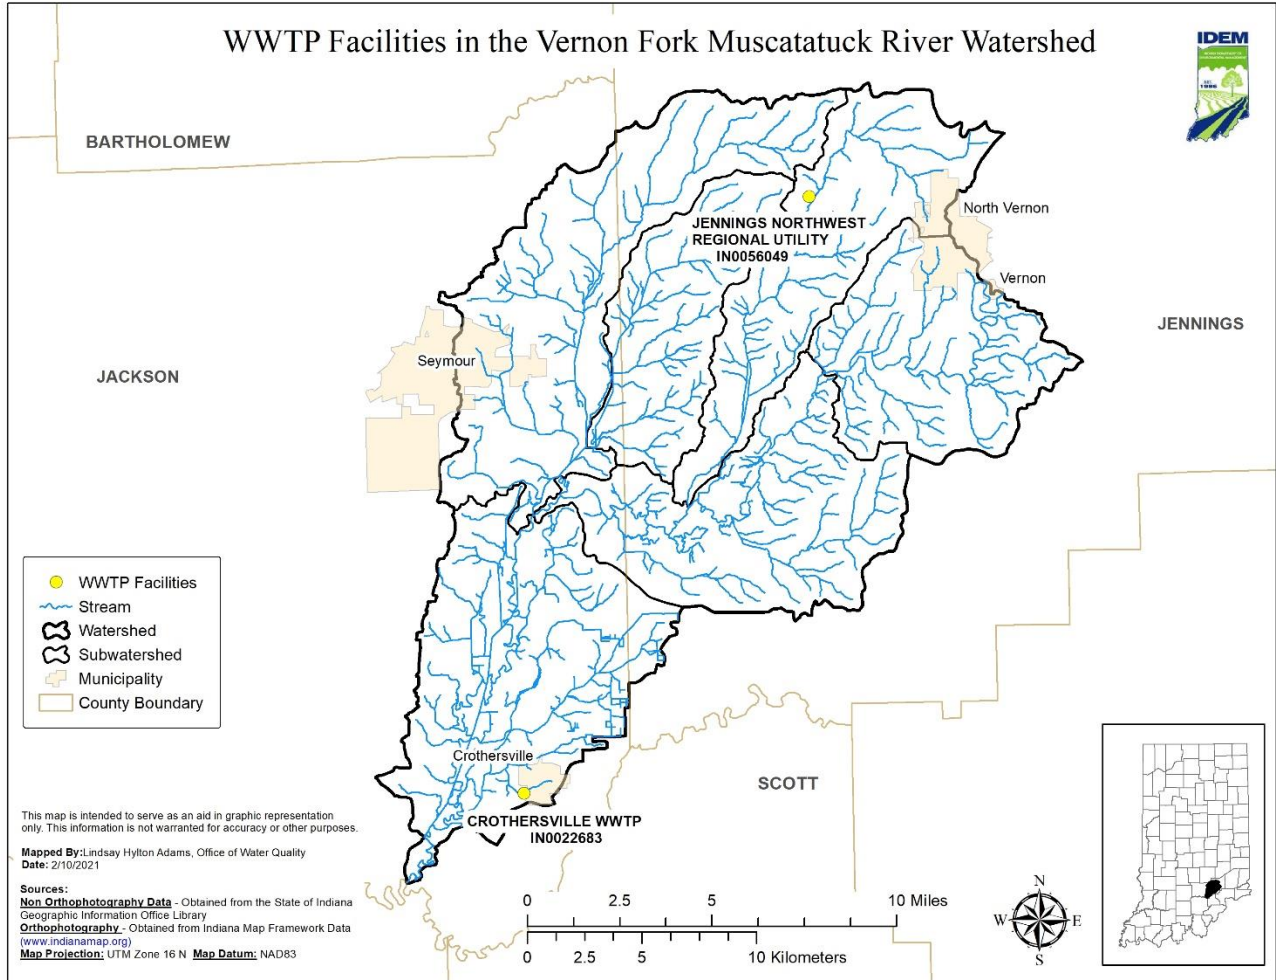 WWTP Facilities in the Vernon Fork Muscatatuck River Watershed
IDEM
EST.
1986
BARTHOLOMEW
North Vernon
JENNINGS NORTHWEST
REGIONAL UTILITY
IN0056049
Vernon
JENNINGS
Seymour
JACKSON
WWTP Facilities
Stream
Watershed
Subwatershed
Municipality
County Boundary
Crothersville
SCOTT
CROTHERSVILLE WWTP
IN0022683
This map is intended to serve as an aid in graphic representation
only. This information is not warranted for accuracy or other purposes.
Mapped By:Lindsay Hylton Adams, Office of Water Quality
Date: 2/10/2021
Sources:
Non Orthophotography Data - Obtained from the State of Indiana
Geographic Information Office Library
Orthophotography - Obtained from Indiana Map Framework Data
(www.indianamap.org)
Map Projection: UTM Zone 16 N Map Datum: NAD83
0 2.5 5 10 Miles
0 2.5 5 10 Kilometers
N
W E
S